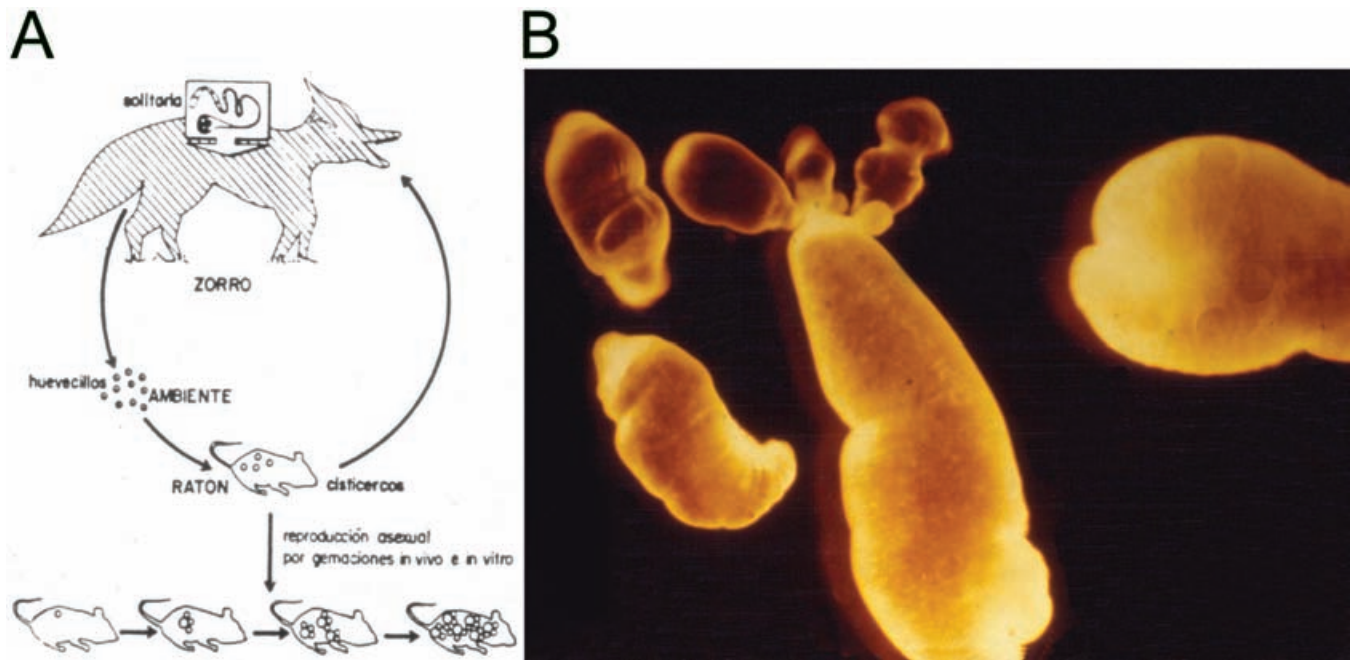 A
B
solitaria
ZORRO
huevecillos
AMBIENTE
RATON
cisticercos
reproducción asexual
por gemaciones in vivo e in vitro